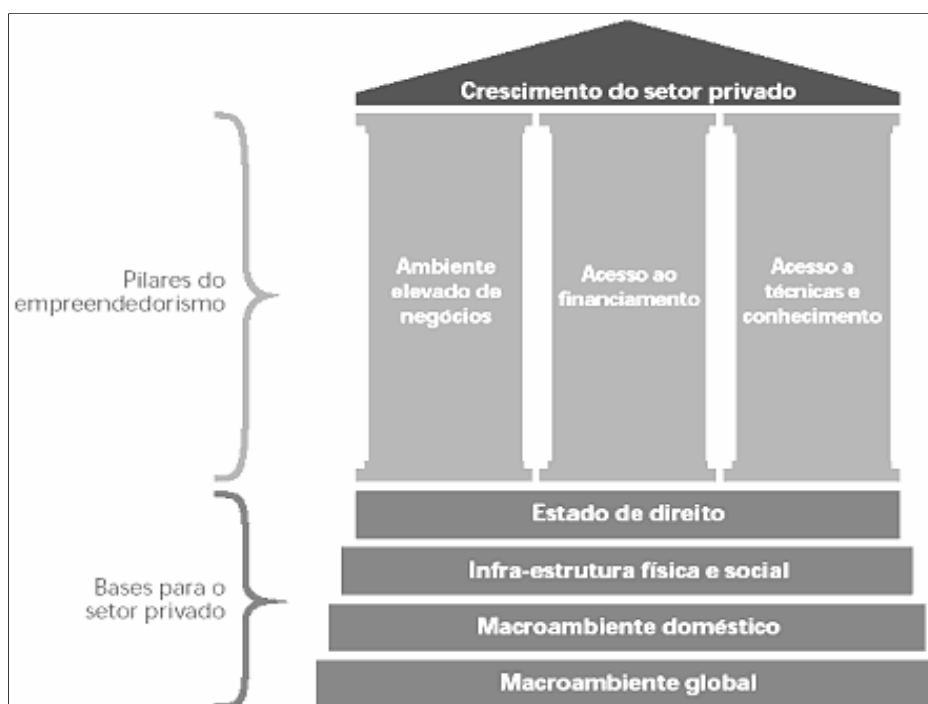 Crescimento do setor privado
Pilares do
empreendedorismo
Ambiente
elevado de
negócios
Acesso ao
financiamento
Acesso a
técnicas e
conhecimento
Bases para o
setor privado
Estado de direito
Infra-estrutura física e social
Macroambiente doméstico
Macroambiente global